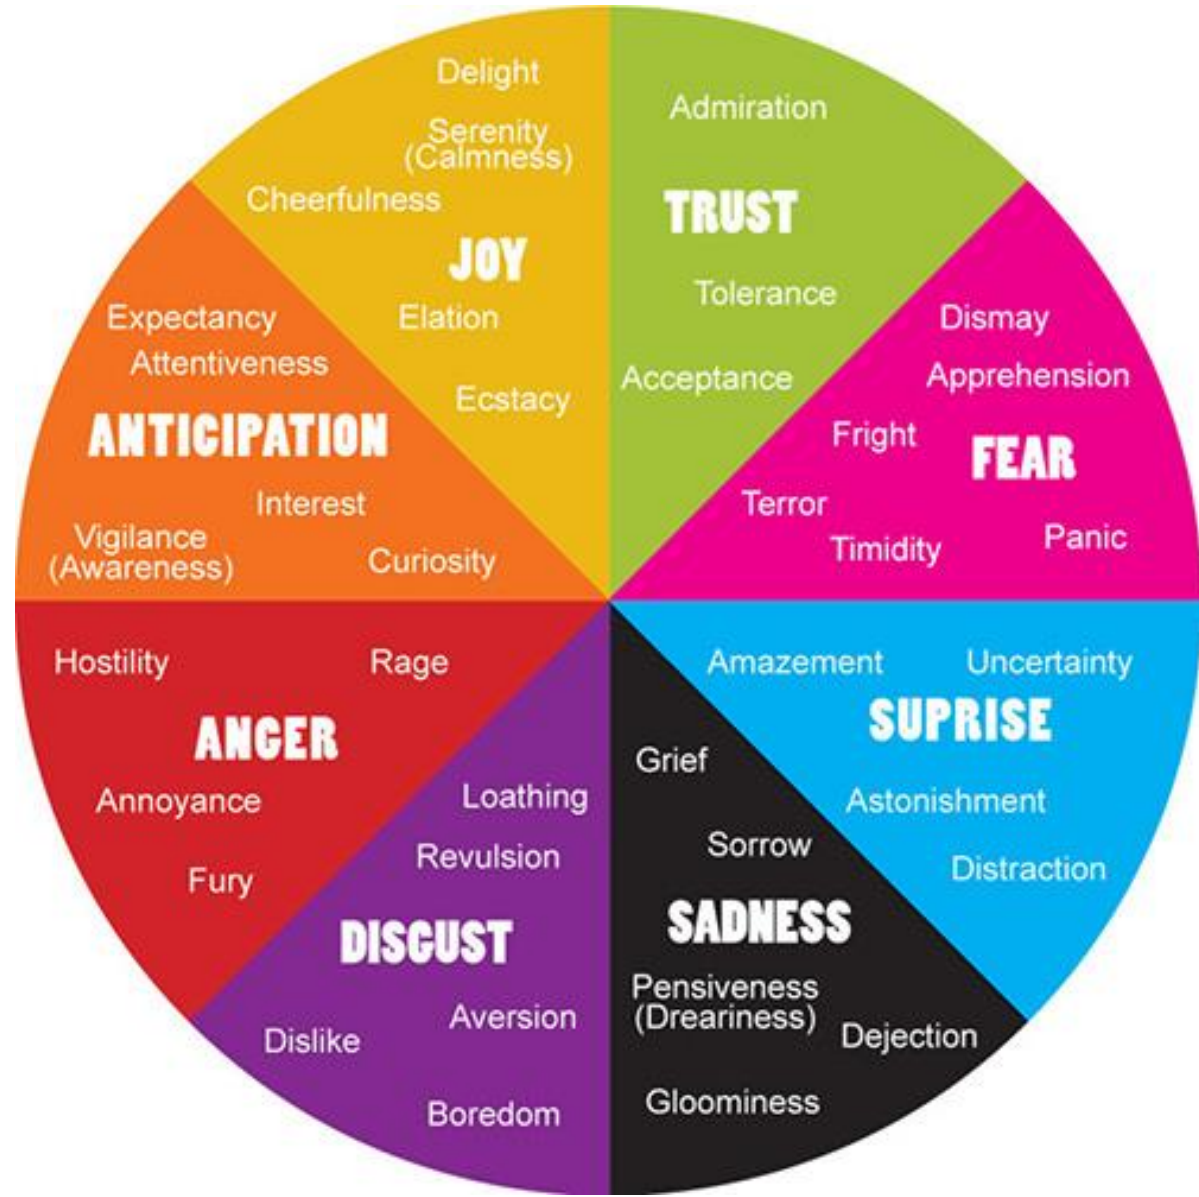 Delight
Serenity
(Calmness)
Cheerfulness
JOY
Elation
Ecstacy
Admiration
TRUST
Tolerance
Acceptance
Dismay
Apprehension
Fright
FEAR
Terror
Timidity
Panic
Amazement
Uncertainty
SUPRISE
Astonishment
Distraction
Grief
Sorrow
SADNESS
Pensiveness
(Dreariness)
Dejection
Gloominess
Loathing
Revulsion
DISGUST
Aversion
Dislike
Boredom
Hostility
Rage
ANGER
Annoyance
Fury
Expectancy
Attentiveness
ANTICIPATION
Interest
Vigilance
(Awareness)
Curiosity